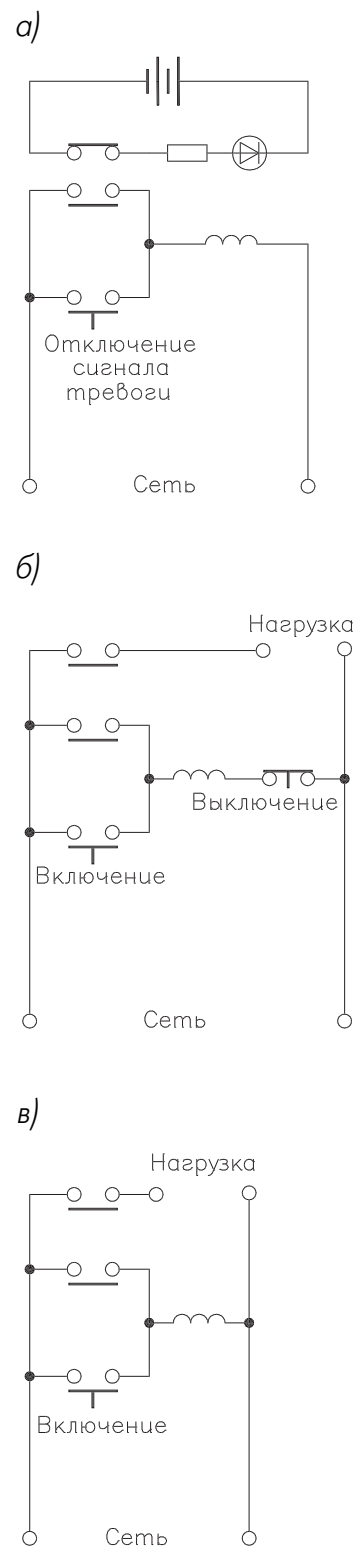 а)
Отключение
сигнала
тревоги
Сеть
б)
Нагрузка
Выключение
Включение
Сеть
в)
Нагрузка
Включение
Сеть